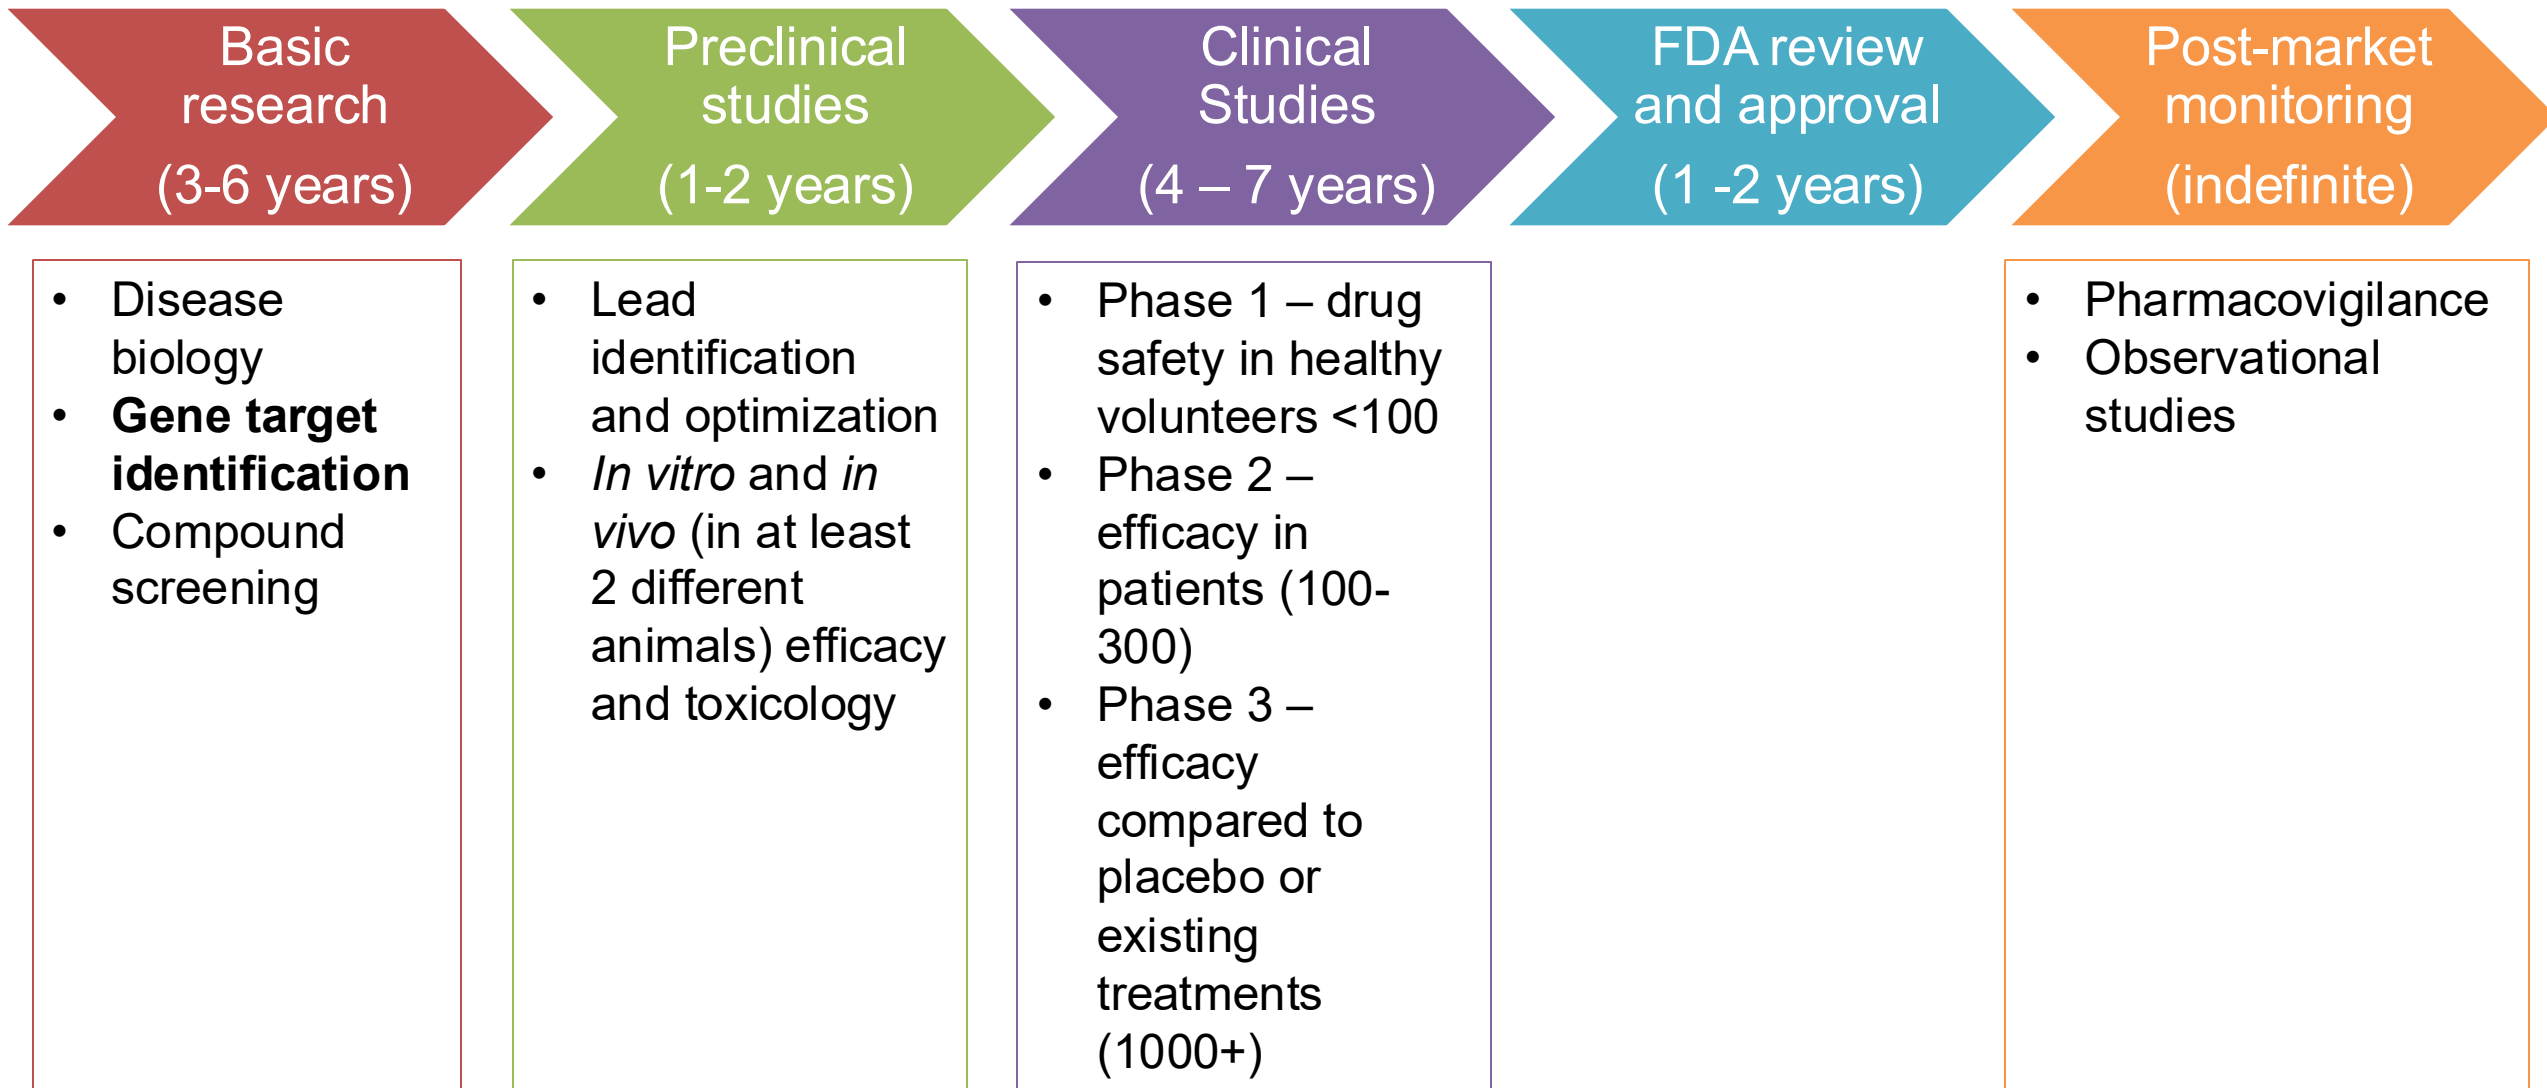 Basic
research
(3-6 years)
Preclinical
studies
(1-2 years)
Clinical
Studies
(4 – 7 years)
FDA review
and approval
(1 -2 years)
Post-market
monitoring
(indefinite)
• Disease
biology
• Gene target
identification
• Compound
screening
• Lead
identification
and optimization
• In vitro and in
vivo (in at least
2 different
animals) efficacy
and toxicology
• Phase 1 – drug
safety in healthy
volunteers <100
• Phase 2 –
efficacy in
patients (100-
300)
• Phase 3 –
efficacy
compared to
placebo or
existing
treatments
(1000+)
• Pharmacovigilance
• Observational
studies